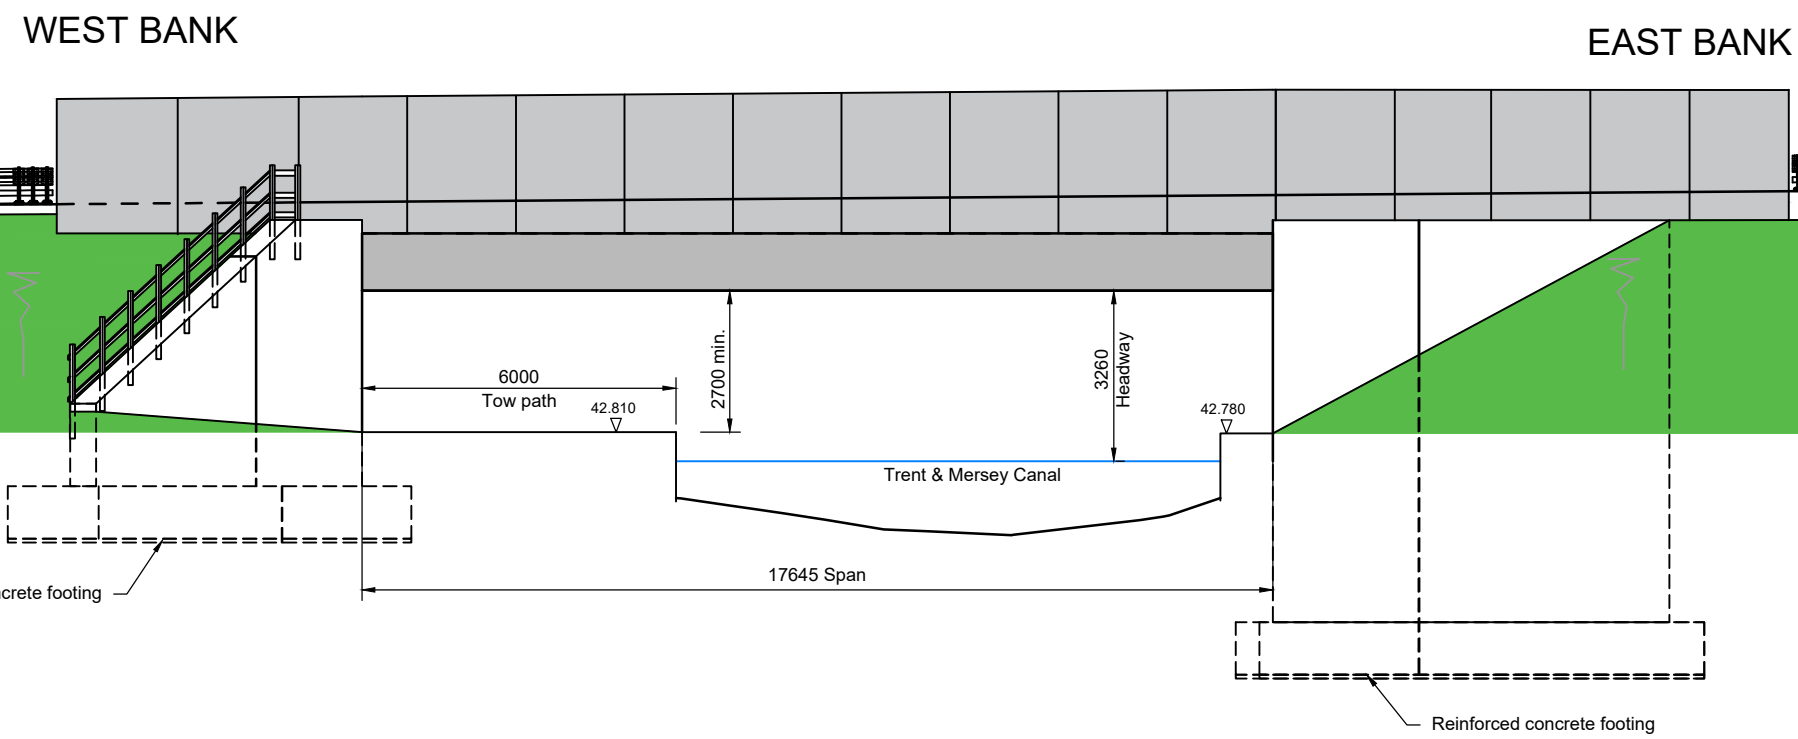 WEST BANK
EAST BANK
6000
Tow path
42.810
2700 min.
3260
Headway
42.780
Trent & Mersey Canal
17645 Span
footing
Reinforced concrete footing